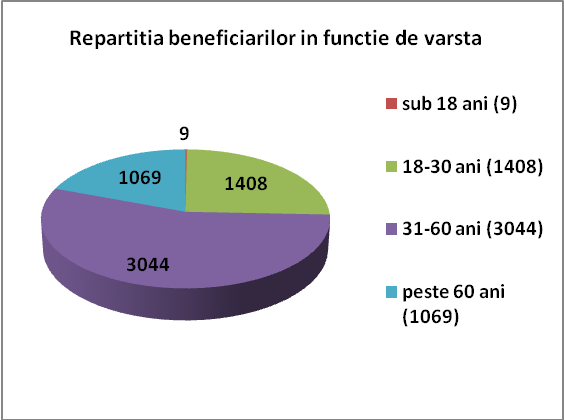 Repartitia beneficiarilor in functie de varsta
9
1069
1408
3044
sub 18 ani (9)
18-30 ani (1408)
31-60 ani (3044)
peste 60 ani
(1069)